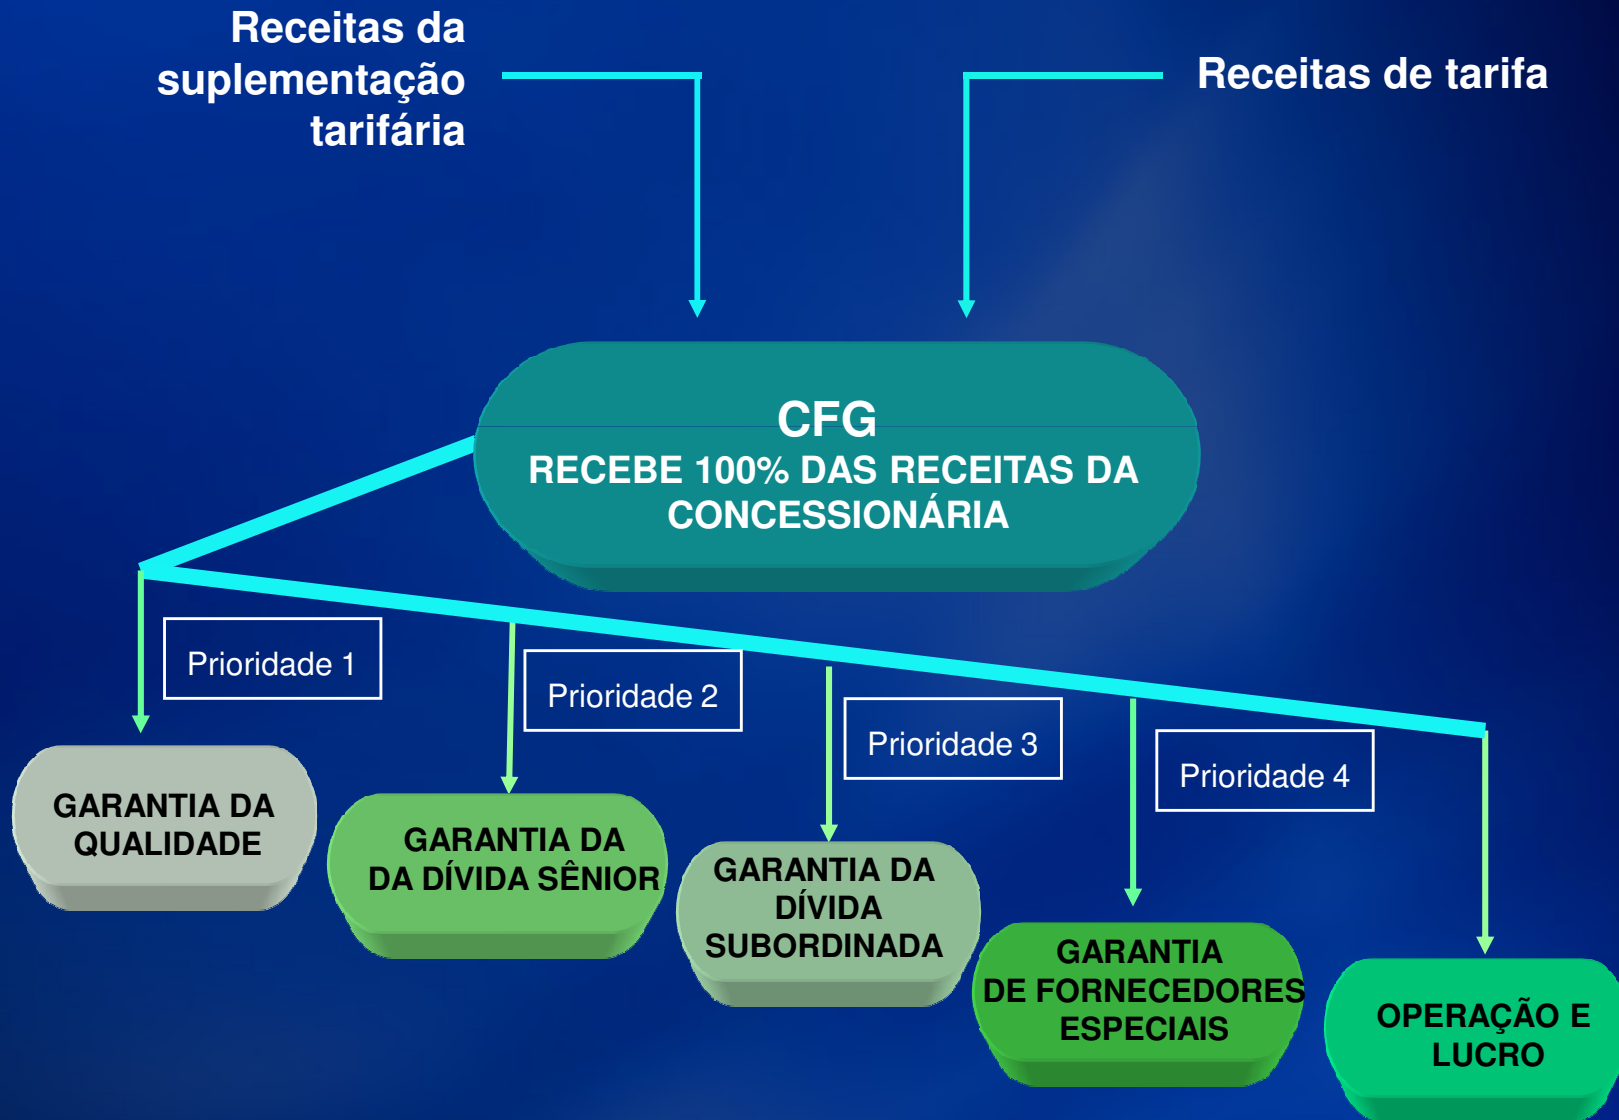 Receitas da
suplementação
tarifária
Receitas de tarifa
CFG
RECEBE 100% DAS RECEITAS DA
CONCESSIONÁRIA
Prioridade 1
Prioridade 2
Prioridade 3
Prioridade 4
GARANTIA DA
QUALIDADE
GARANTIA DA
DA DÍVIDA SÊNIOR
GARANTIA DA
DÍVIDA
SUBORDINADA
GARANTIA
DE FORNECEDORES
ESPECIAIS
OPERAÇÃO E
LUCRO